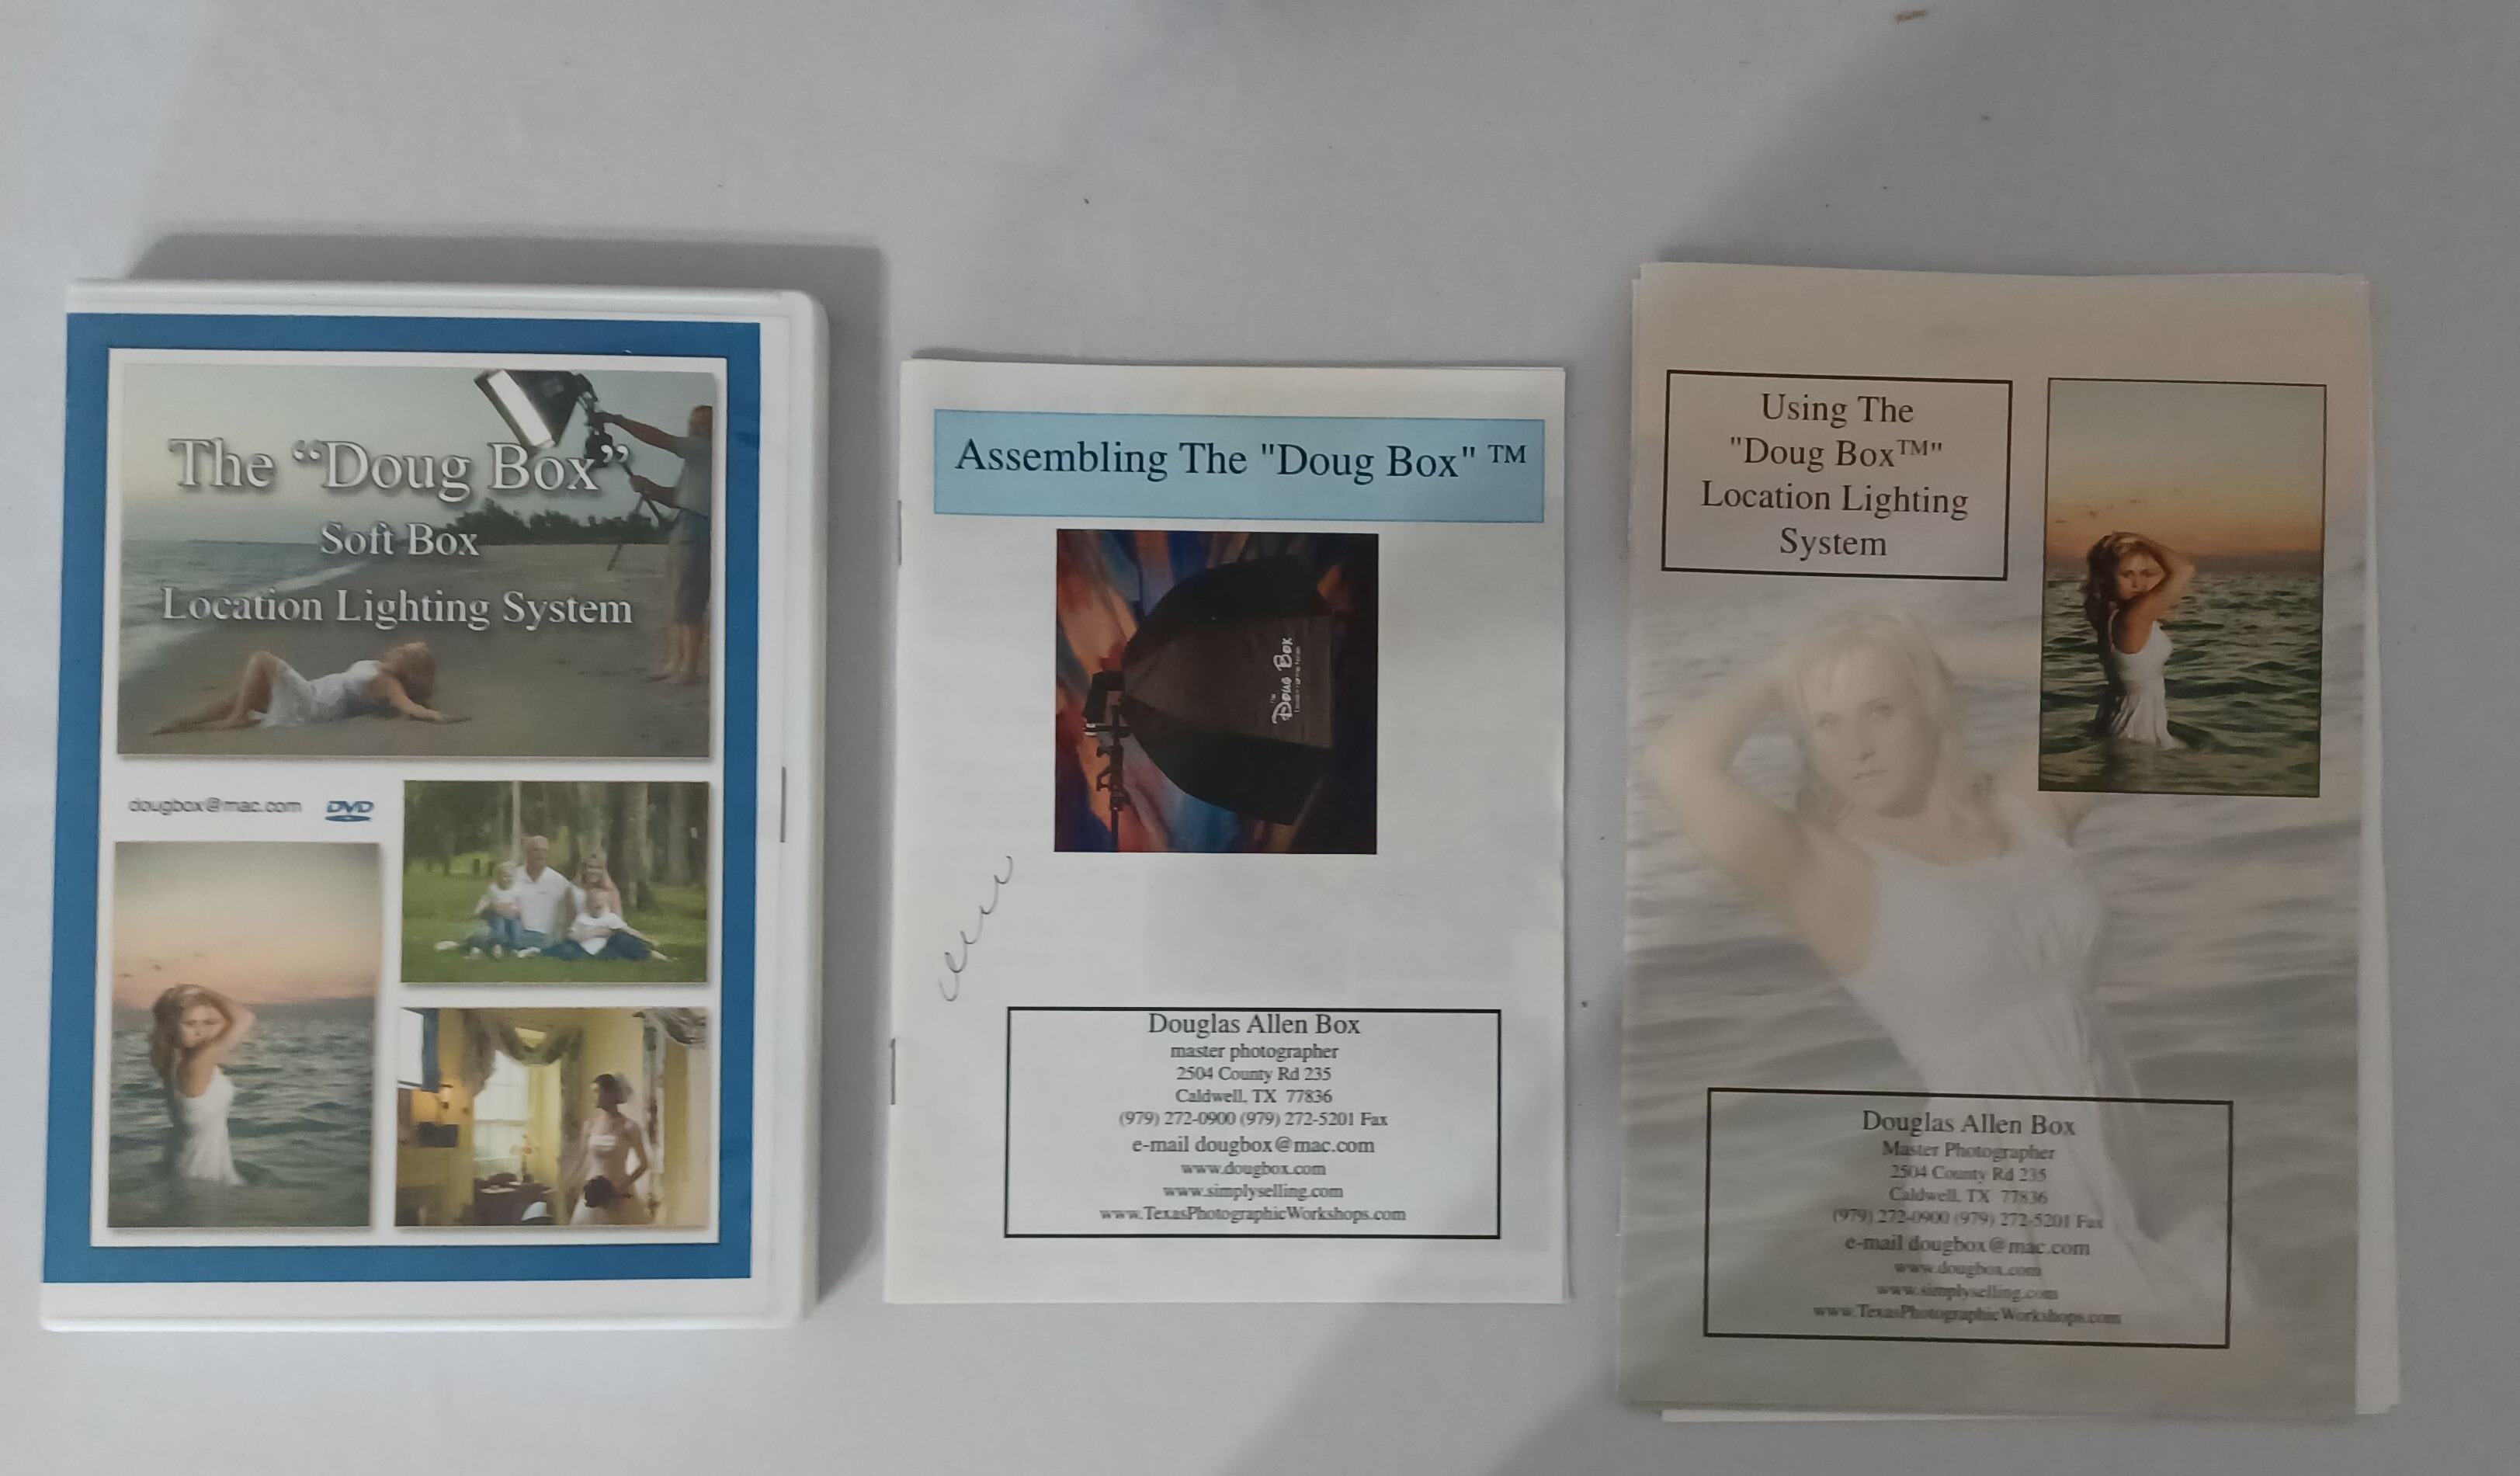 The “Doug Box”
Soft Box
Location Lighting System
dougbox@mac.com
DVD
Assembling The "Doug Box" ™
The
Doug Box
Douglas Allen Box
master photographer
2504 County Rd 235
Caldwell, TX 77836
(979) 272-0900 (979) 272-5201 Fax
e-mail dougbox@mac.com
www.dougbox.com
www.simplyselling.com
www.TexasPhotographicWorkshops.com
Using The
"Doug Box™"
Location Lighting
System
Douglas Allen Box
Master Photographer
2504 County Rd 235
Caldwell, TX 77836
(979) 272-0900 (979) 272-5201 Fax
e-mail dougbox@mac.com
www.dougbox.com
www.simplyselling.com
www.TexasPhotographicWorkshops.com